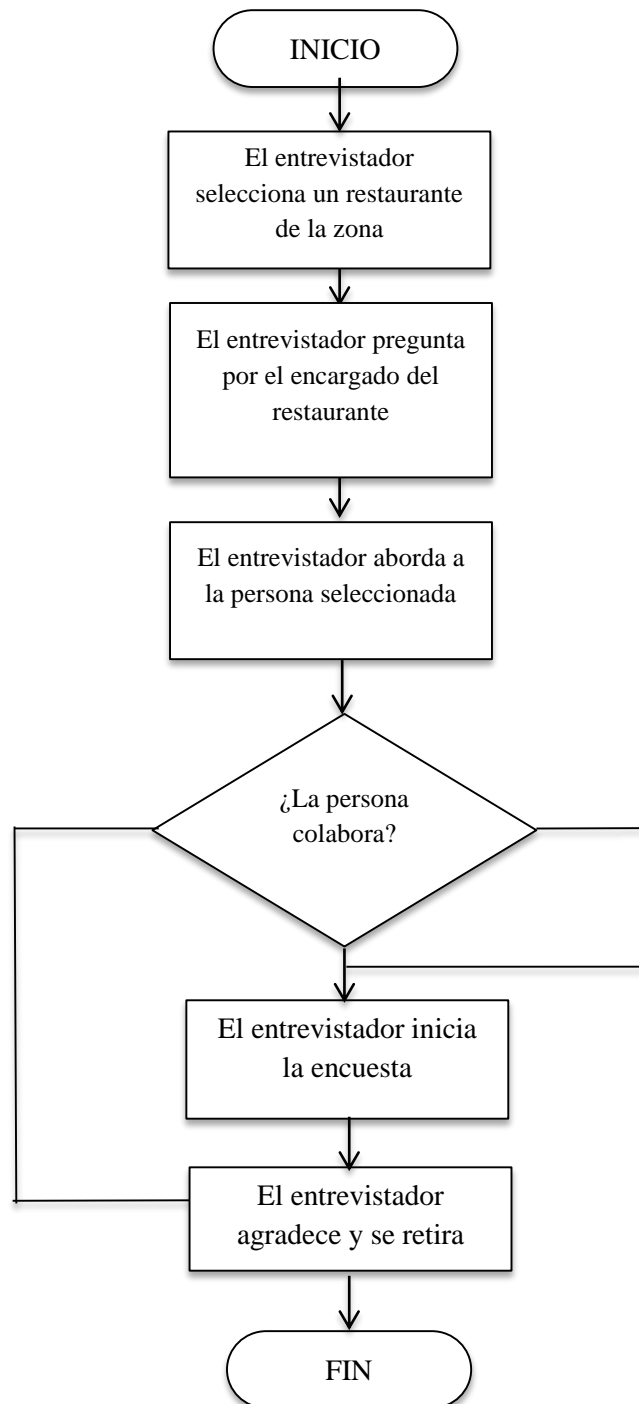 INICIO
El entrevistador
selecciona un restaurante
de la zona
El entrevistador pregunta
por el encargado del
restaurante
El entrevistador aborda a
la persona seleccionada
¿La persona
colabora?
El entrevistador inicia
la encuesta
El entrevistador
agradece y se retira
FIN